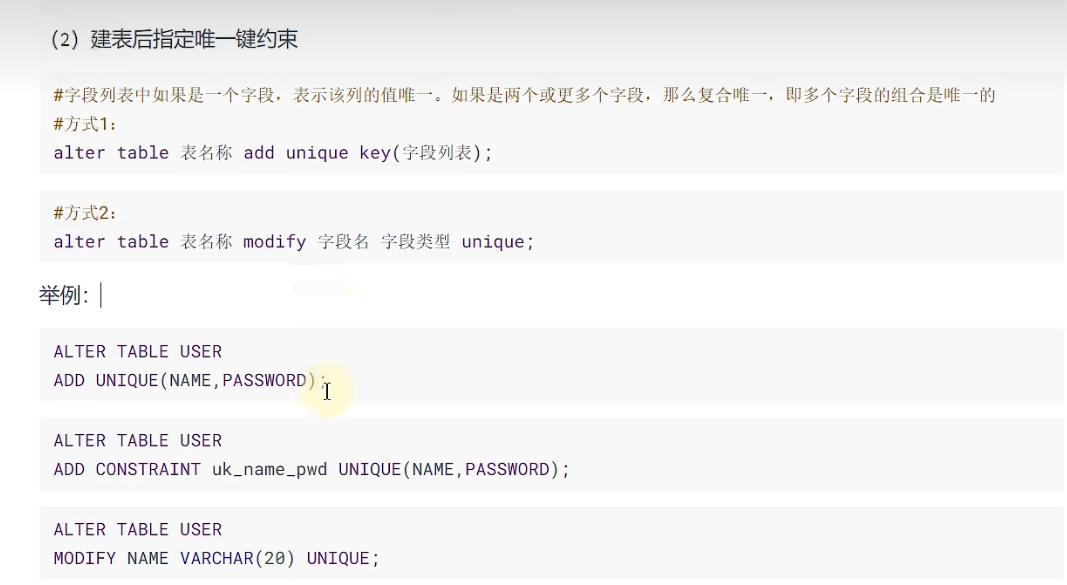 （2）建表后指定唯一键约束
#字段列表中如果是一个字段，表示该列的值唯一。如果是两个或更多个字段，那么复合唯一，即多个字段的组合是唯一的
#方式1：
alter table 表名称 add unique key(字段列表);
#方式2：
alter table 表名称 modify 字段名 字段类型 unique;
举例：
ALTER TABLE USER
ADD UNIQUE(NAME,PASSWORD);
ALTER TABLE USER
ADD CONSTRAINT uk_name_pwd UNIQUE(NAME,PASSWORD);
ALTER TABLE USER
MODIFY NAME VARCHAR(20) UNIQUE;